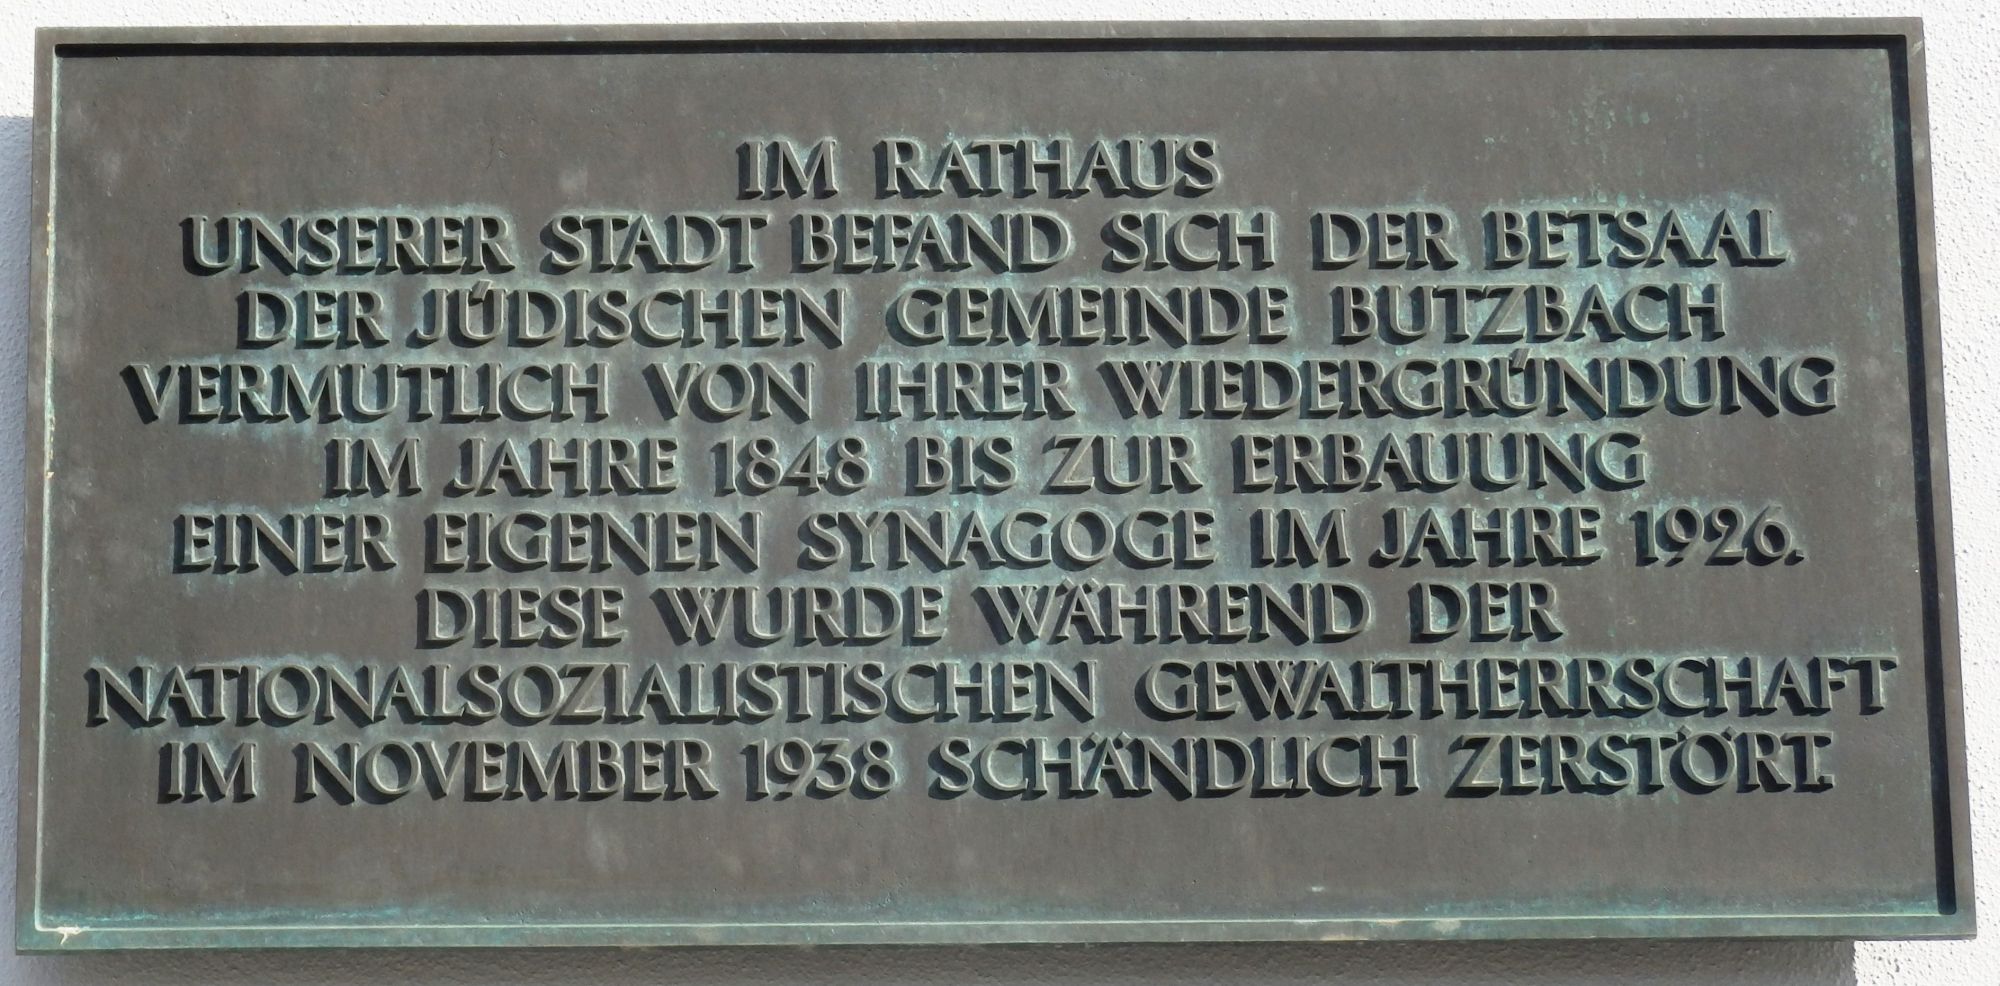 IM RATHAUS
UNSERER STADT BEFAND SICH DER BETSAAL
DER JÜDISCHEN GEMEINDE BUTZBACH
VERMUTLICH VON IHRER WIEDERGRÜNDUNG
IM JAHRE 1848 BIS ZUR ERBAUUNG
EINER EIGENEN SYNAGOGE IM JAHRE 1926.
DIESE WURDE WÄHREND DER
NATIONALSOZIALISTISCHEN GEWALTHERRSCHAFT
IM NOVEMBER 1938 SCHÄNDLICH ZERSTÖRT.